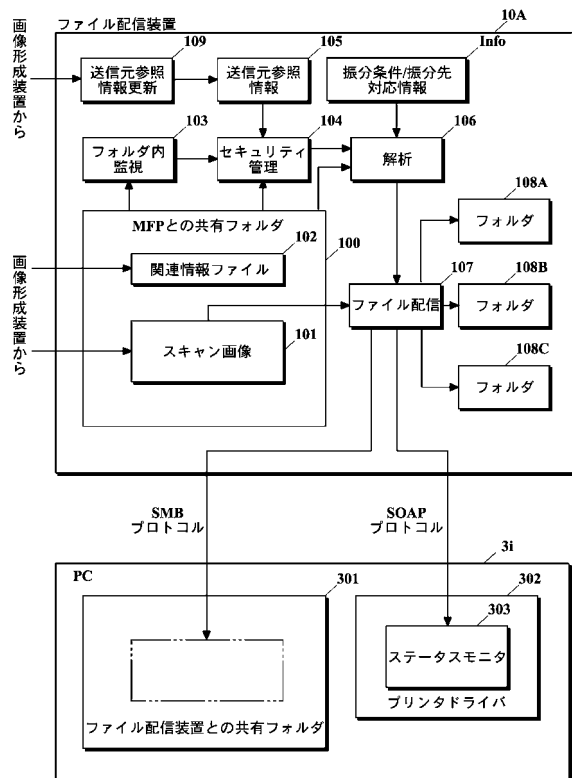 ファイル配信装置
10A
画像形成装置から
109
送信元参照
情報更新
105
送信元参照
情報
Info
振分条件/振分先
対応情報
103
フォルダ内
監視
104
セキュリティ
管理
106
解析
MFPとの共有フォルダ
100
画像形成装置から
102
関連情報ファイル
101
スキャン画像
107
ファイル配信
108A
フォルダ
108B
フォルダ
108C
フォルダ
SMB
プロトコル
SOAP
プロトコル
3i
PC
301
ファイル配信装置との共有フォルダ
302
303
ステータスモニタ
プリンタドライバ